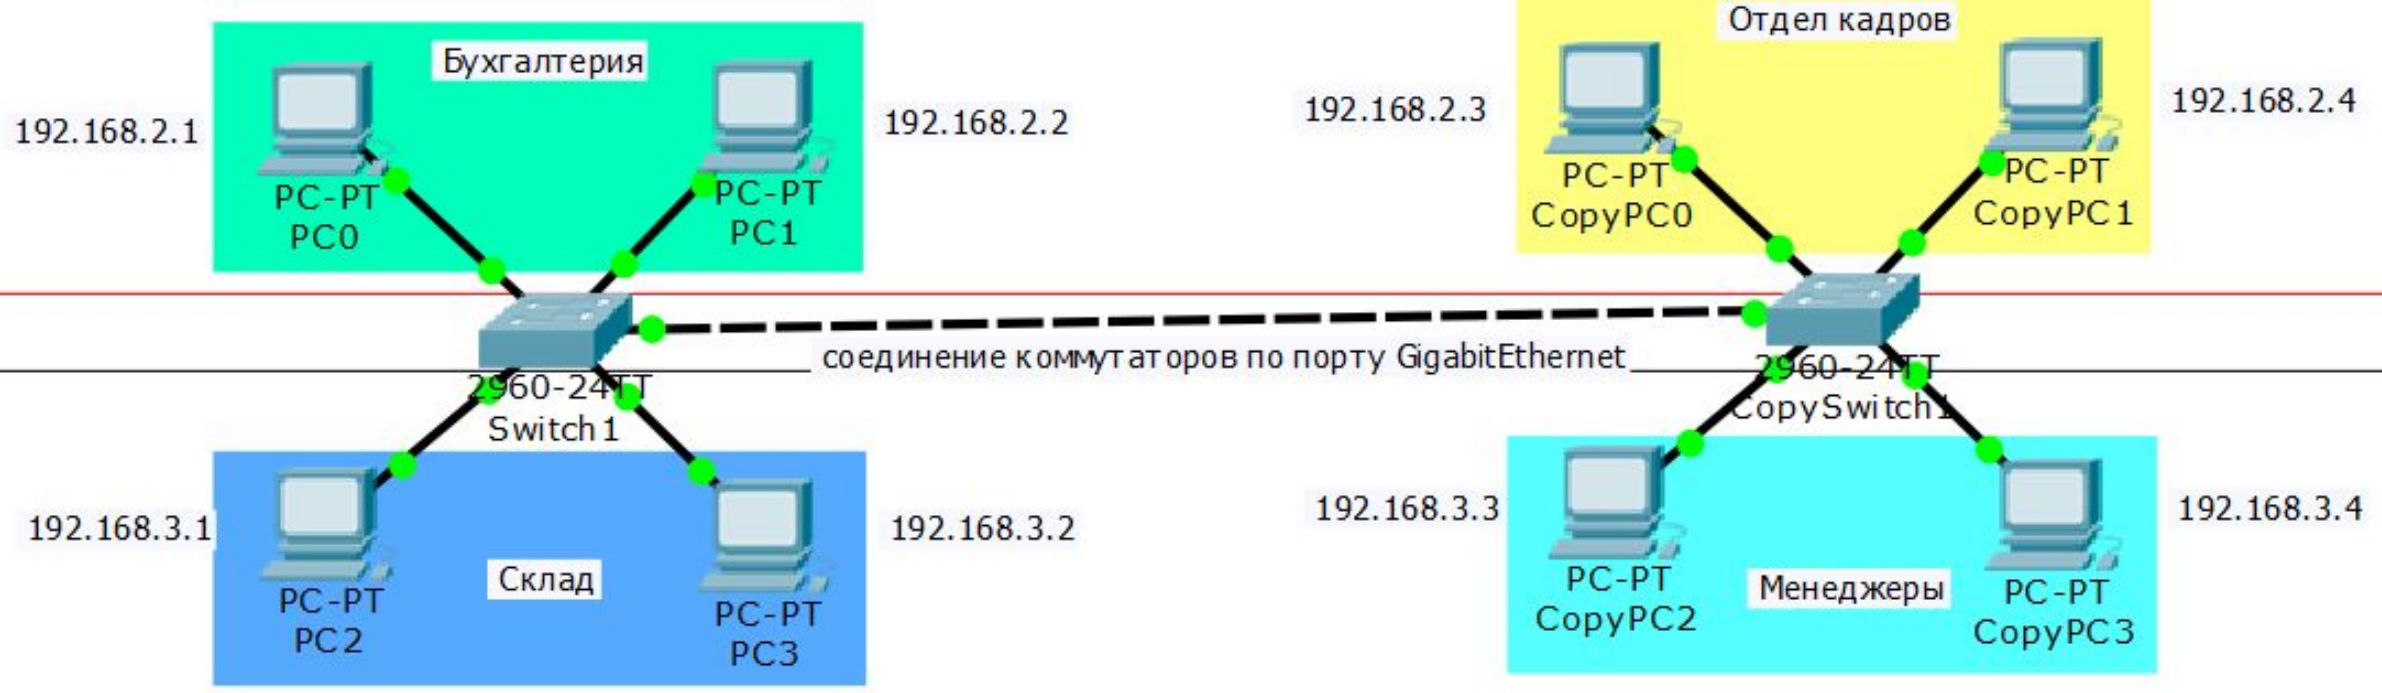 Бухгалтерия
192.168.2.1
192.168.2.2
PC-PT
PC0
PC-PT
PC1
Отдел кадров
192.168.2.3
192.168.2.4
PC-PT
CopyPC0
PC-PT
CopyPC1
соединение коммутаторов по порту GigabitEthernet
2960-24TT
Switch1
2960-24TT
CopySwitch1
192.168.3.1
192.168.3.2
Склад
PC-PT
PC2
PC-PT
PC3
192.168.3.3
192.168.3.4
PC-PT
CopyPC2
Менеджеры
PC-PT
CopyPC3